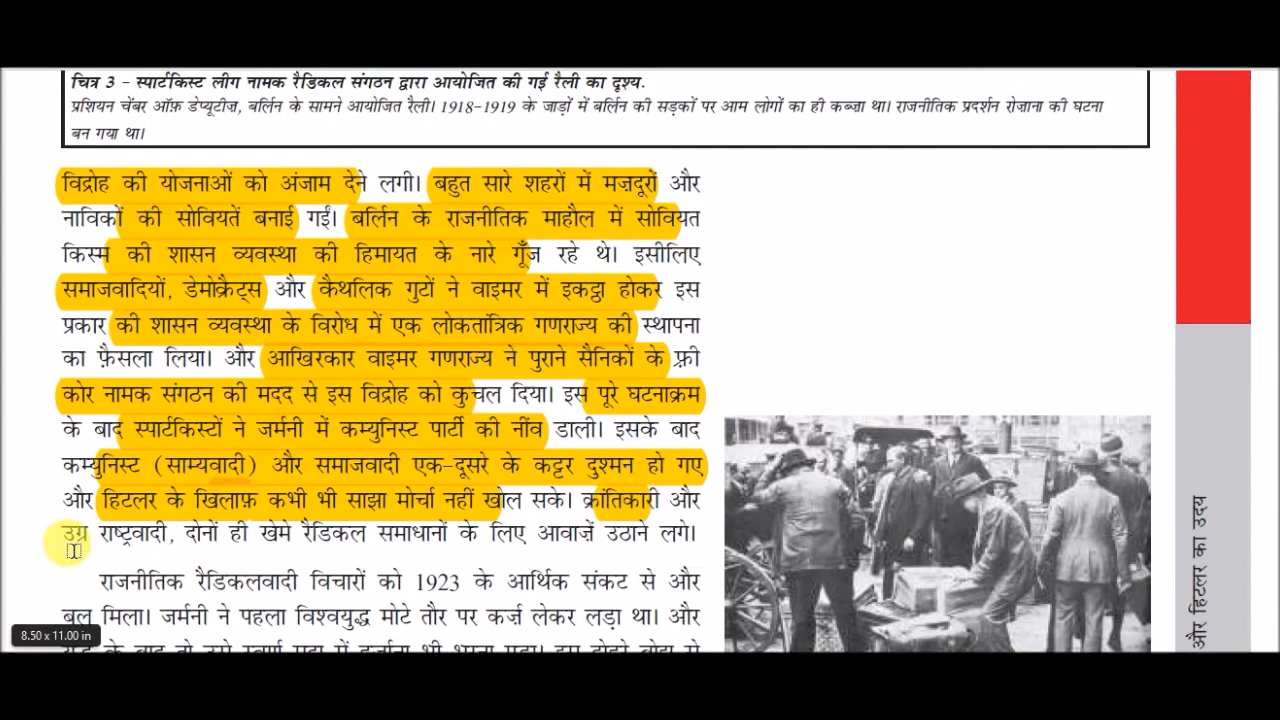 चित्र 3 – स्पार्टकिस्ट लीग नामक रैडिकल संगठन द्वारा आयोजित की गई रैली का दृश्य.
प्रशियन चेंबर ऑफ़ डेप्यूटीज़, बर्लिन के सामने आयोजित रैली। 1918-1919 के जाड़ों में बर्लिन की सड़कों पर आम लोगों का ही कब्ज़ा था। राजनीतिक प्रदर्शन रोज़ाना की घटना
बन गया था।
विद्रोह की योजनाओं को अंजाम देने लगी। बहुत सारे शहरों में मज़दूरों और
नाविकों की सोवियतें बनाई गईं। बर्लिन के राजनीतिक माहौल में सोवियत
किस्म की शासन व्यवस्था की हिमायत के नारे गूँज रहे थे। इसीलिए
समाजवादियों, डेमोक्रैट्स और कैथलिक गुटों ने वाइमर में इकट्ठा होकर इस
प्रकार की शासन व्यवस्था के विरोध में एक लोकतांत्रिक गणराज्य की स्थापना
का फ़ैसला लिया। और आखिरकार वाइमर गणराज्य ने पुराने सैनिकों के फ़्री
कोर नामक संगठन की मदद से इस विद्रोह को कुचल दिया। इस पूरे घटनाक्रम
के बाद स्पार्टकिस्टों ने जर्मनी में कम्युनिस्ट पार्टी की नींव डाली। इसके बाद
कम्युनिस्ट (साम्यवादी) और समाजवादी एक-दूसरे के कट्टर दुश्मन हो गए
और हिटलर के खिलाफ़ कभी भी साझा मोर्चा नहीं खोल सके। क्रांतिकारी और
उग्र राष्ट्रवादी, दोनों ही खेमे रैडिकल समाधानों के लिए आवाज़ें उठाने लगे।
राजनीतिक रैडिकलवादी विचारों को 1923 के आर्थिक संकट से और
बल मिला। जर्मनी ने पहला विश्वयुद्ध मोटे तौर पर कर्ज़ लेकर लड़ा था। और
8.50 x 11.00 in
और हिटलर का उदय